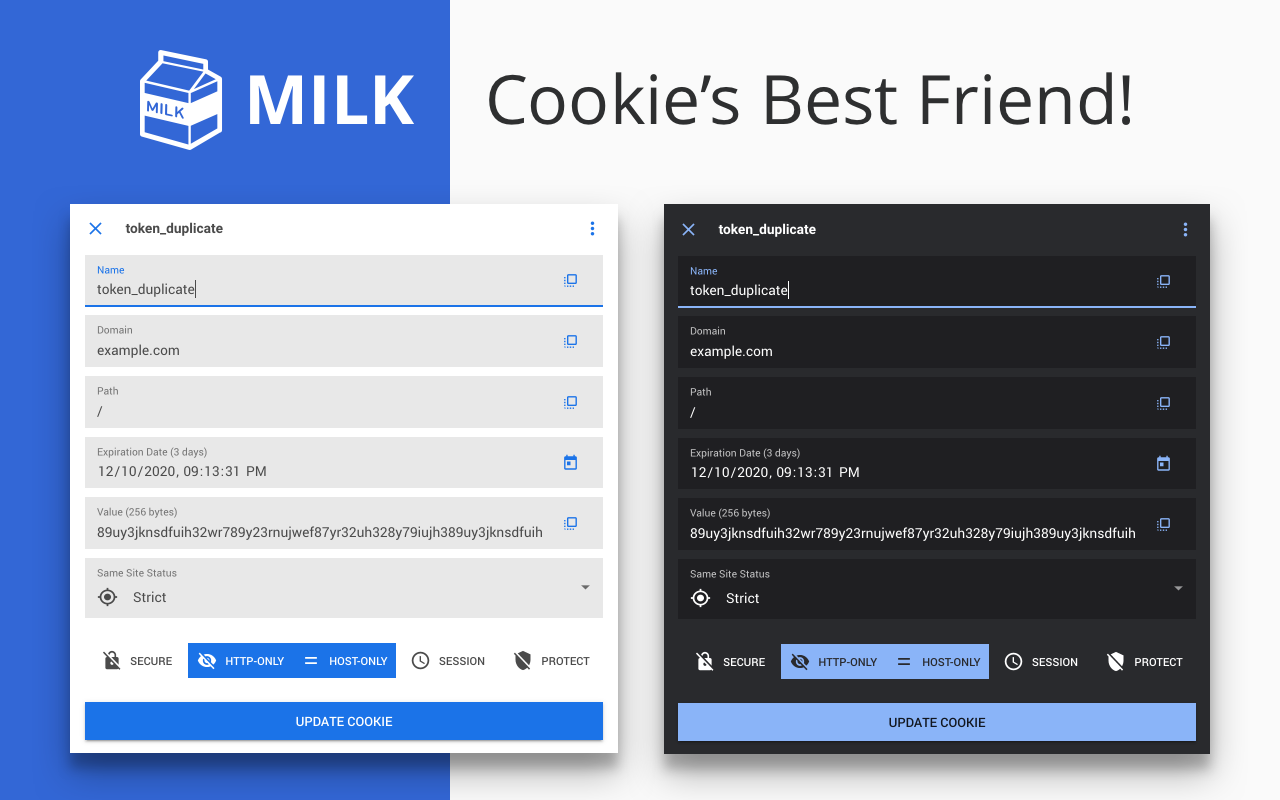 MILK
MILK
Cookie's Best Friend!
token_duplicate
Name
token_duplicate
Domain
example.com
Path
/
Expiration Date (3 days)
12/10/2020, 09:13:31 PM
Value (256 bytes)
89uy3jknsdfuih32wr789y23rnujwef87yr32uh328y79iujh389uy3jknsdfuih
Same Site Status
Strict
SECURE HTTP-ONLY HOST-ONLY SESSION PROTECT
UPDATE COOKIE
token_duplicate
Name
token_duplicate
Domain
example.com
Path
/
Expiration Date (3 days)
12/10/2020, 09:13:31 PM
Value (256 bytes)
89uy3jknsdfuih32wr789y23rnujwef87yr32uh328y79iujh389uy3jknsdfuih
Same Site Status
Strict
SECURE HTTP-ONLY HOST-ONLY SESSION PROTECT
UPDATE COOKIE